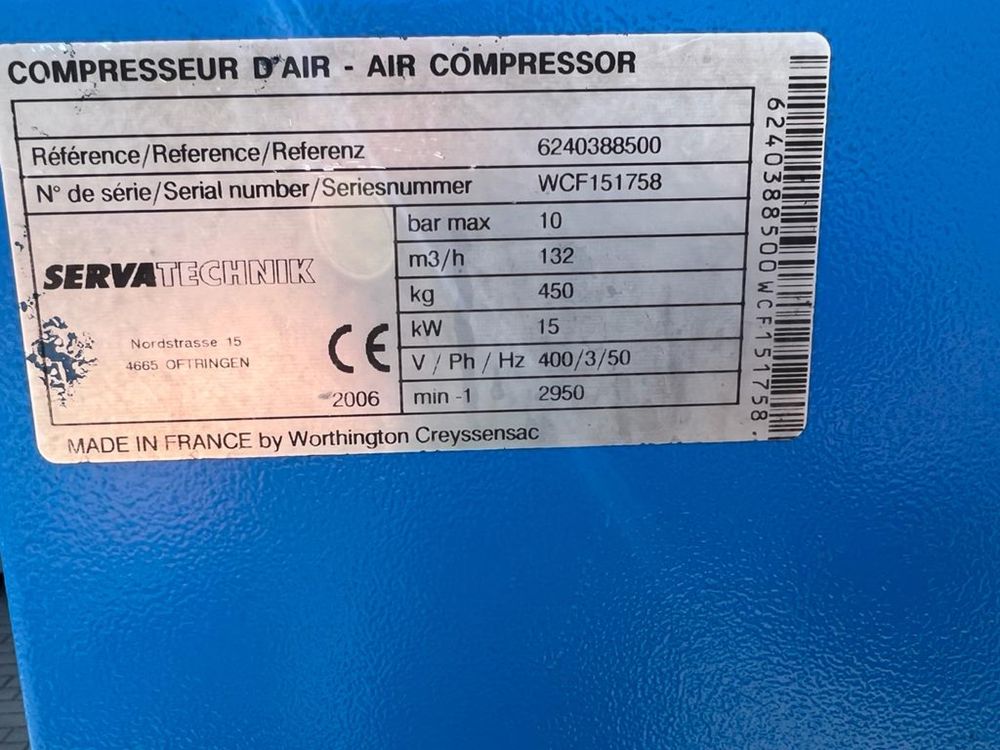 COMPRESSEUR D'AIR - AIR COMPRESSOR
Référence/Reference/Referenz 6240388500
N° de série/Serial number/Seriesnummer WCF151758
bar max 10
m3/h 132
kg 450
kW 15
V / Ph / Hz 400/3/50
min -1 2950
SERVATECHNIK
Nordstrasse 15
4665 OFTRINGEN
CE
2006
MADE IN FRANCE by Worthington Creyssensac
6240388500WCF151758